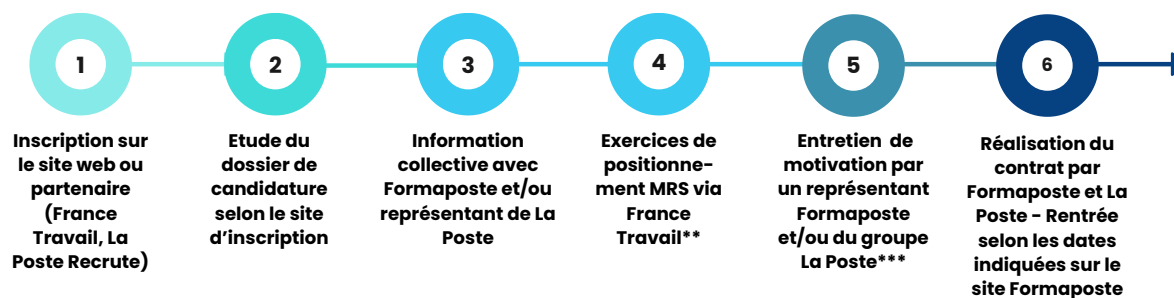 1
Inscription sur
le site web ou
partenaire
(France
Travail, La
Poste Recrute)
2
Etude du
dossier de
candidature
selon le site
d'inscription
3
Information
collective avec
Formaposte et/ou
représentant de La
Poste
4
Exercices de
positionne-
ment MRS via
France
Travail**
5
Entretien de
motivation par
un représentant
Formaposte
et/ou du groupe
La Poste***
6
Réalisation du
contrat par
Formaposte et La
Poste - Rentrée
selon les dates
indiquées sur le
site Formaposte